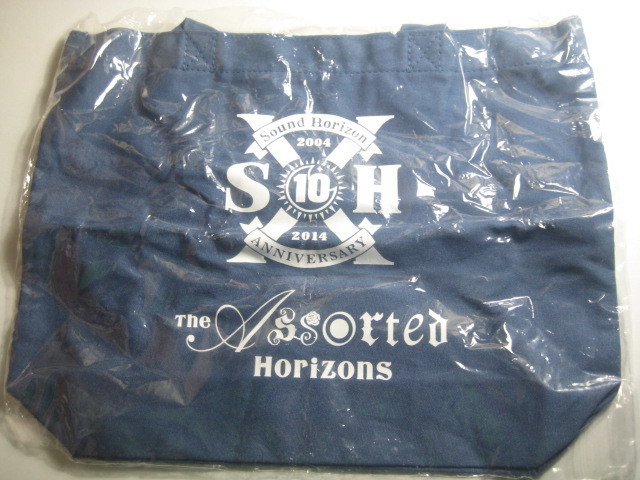 Sound Horizon
2004
S 10 H
2014
ANNIVERSARY
The Assorted
Horizons